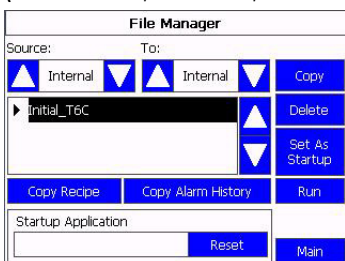 File Manager
Source: To:
Internal Internal Copy
Initial_T6C Delete
Set As
Startup
Copy Recipe Copy Alarm History Run
Startup Application
Reset Main